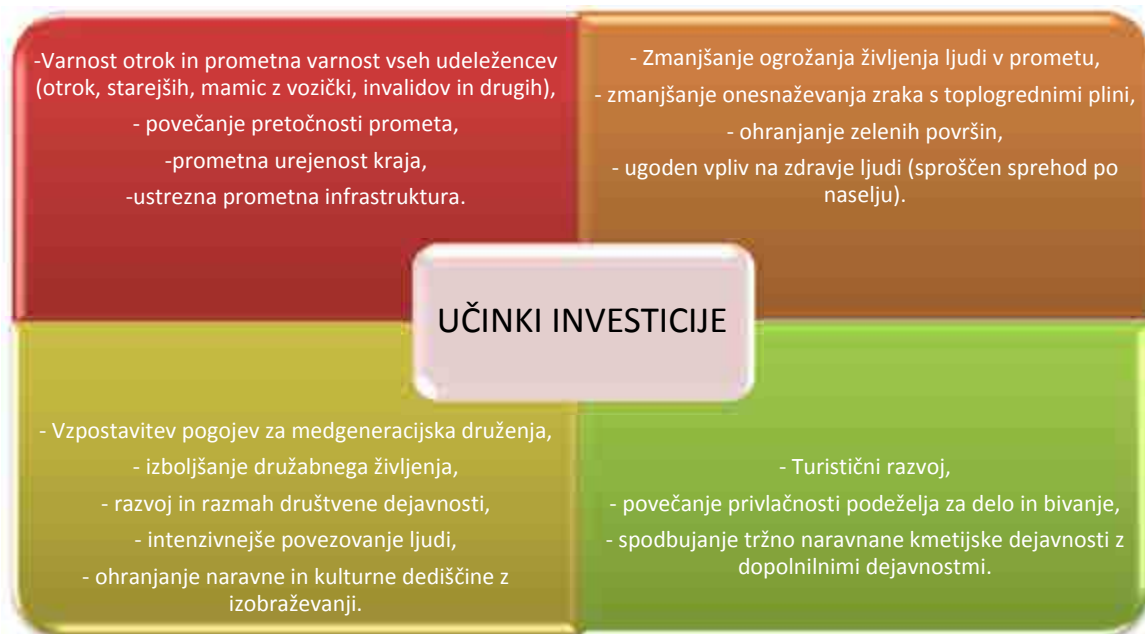 -Varnost otrok in prometna varnost vseh udeležencev
(otrok, starejših, mamic z vozički, invalidov in drugih),
- povečanje pretočnosti prometa,
-prometna urejenost kraja,
-ustrezna prometna infrastruktura.
- Zmanjšanje ogrožanja življenja ljudi v prometu,
- zmanjšanje onesnaževanja zraka s toplogrednimi plini,
- ohranjanje zelenih površin,
- ugoden vpliv na zdravje ljudi (sproščen sprehod po
naselju).
UČINKI INVESTICIJE
- Vzpostavitev pogojev za medgeneracijska druženja,
- izboljšanje družabnega življenja,
- razvoj in razmah društvene dejavnosti,
- intenzivnejše povezovanje ljudi,
- ohranjanje naravne in kulturne dediščine z
izobraževanji.
- Turistični razvoj,
- povečanje privlačnosti podeželja za delo in bivanje,
- spodbujanje tržno naravnane kmetijske dejavnosti z
dopolnilnimi dejavnostmi.